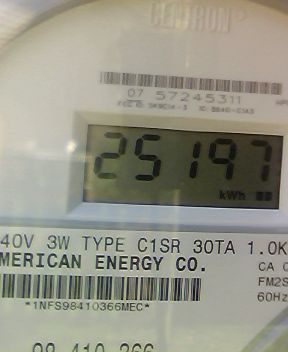 CENTRON
07 57245311
25197
kWh
40V 3W TYPE C1SR 30TA 1.0K
MERICAN ENERGY CO.
CA 0
FM2S
60Hz
*1NFS98410366MEC*
98 410 366